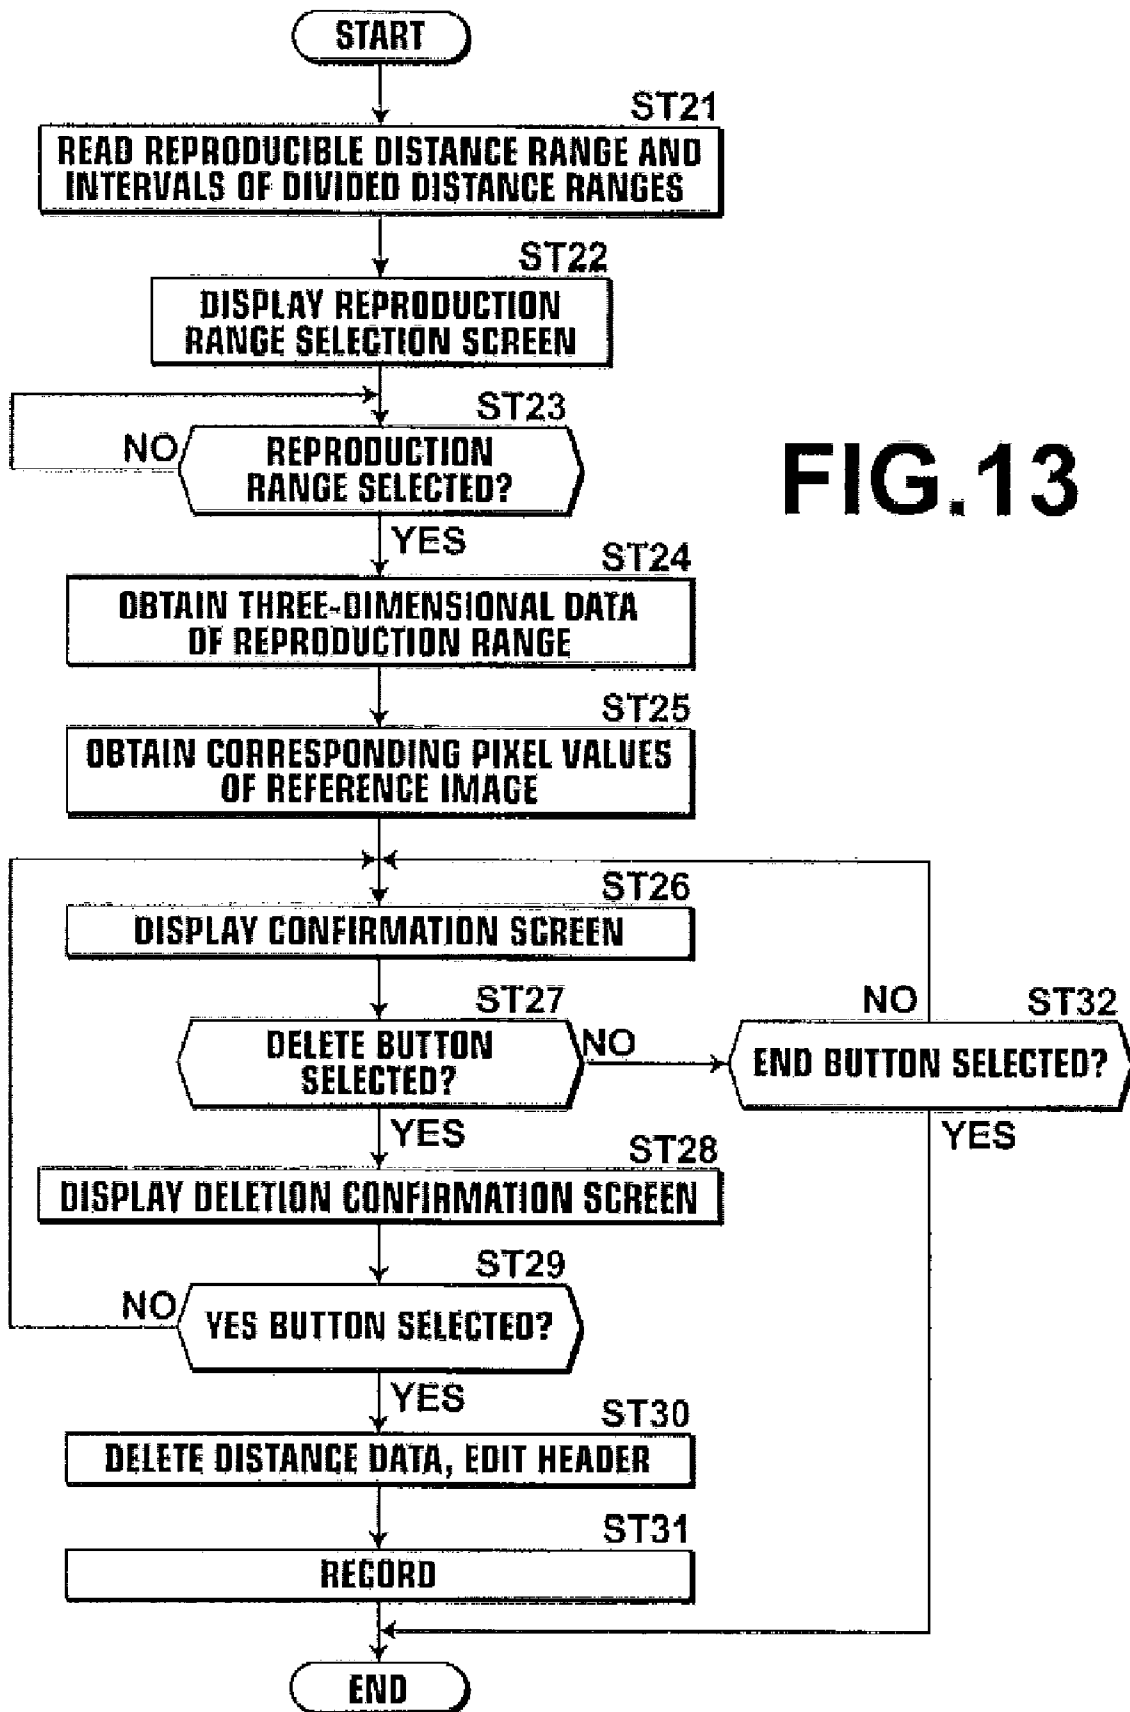 START
ST21
READ REPRODUCIBLE DISTANCE RANGE AND
INTERVALS OF DIVIDED DISTANCE RANGES
ST22
DISPLAY REPRODUCTION
RANGE SELECTION SCREEN
ST23
NO
REPRODUCTION
RANGE SELECTED?
FIG.13
YES
ST24
OBTAIN THREE-DIMENSIONAL DATA
OF REPRODUCTION RANGE
ST25
OBTAIN CORRESPONDING PIXEL VALUES
OF REFERENCE IMAGE
ST26
DISPLAY CONFIRMATION SCREEN
ST27
DELETE BUTTON
SELECTED?
NO
NO
ST32
END BUTTON SELECTED?
YES
YES
ST28
DISPLAY DELETION CONFIRMATION SCREEN
ST29
NO
YES BUTTON SELECTED?
YES
ST30
DELETE DISTANCE DATA, EDIT HEADER
ST31
RECORD
END